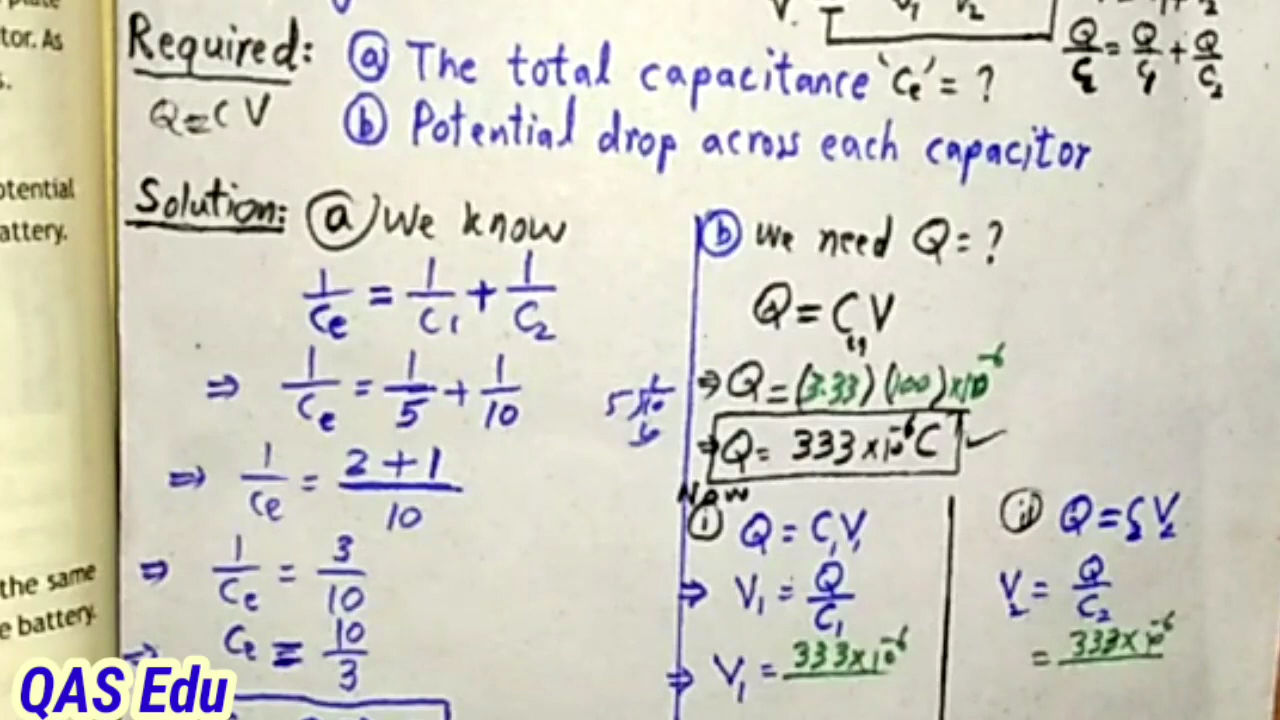 tor. As
s.
otential
attery.
the same
e battery.
V.
V₁ V₂
Q/Cₑ = Q/C₁ + Q/C₂
Required:
Q=CV
ⓐ The total capacitance 'Cₑ' = ?
ⓑ Potential drop across each capacitor
Solution: ⓐ We know
1/Cₑ = 1/C₁ + 1/C₂
⇒ 1/Cₑ = 1/5 + 1/10
⇒ 1/Cₑ = 2+1/10
⇒ 1/Cₑ = 3/10
⇒ Cₑ = 10/3
ⓑ We need Q = ?
Q = C V
⇒ Q = (3.33)(100)×10⁻⁶
⇒ Q = 333×10⁻⁶C ✓
Now
ⓘ Q = C₁V₁
⇒ V₁ = Q/C₁
⇒ V₁ = 333×10⁻⁶
ii Q = C₂V₂
V₂ = Q/C₂
= 333×10⁻⁶
QAS Edu